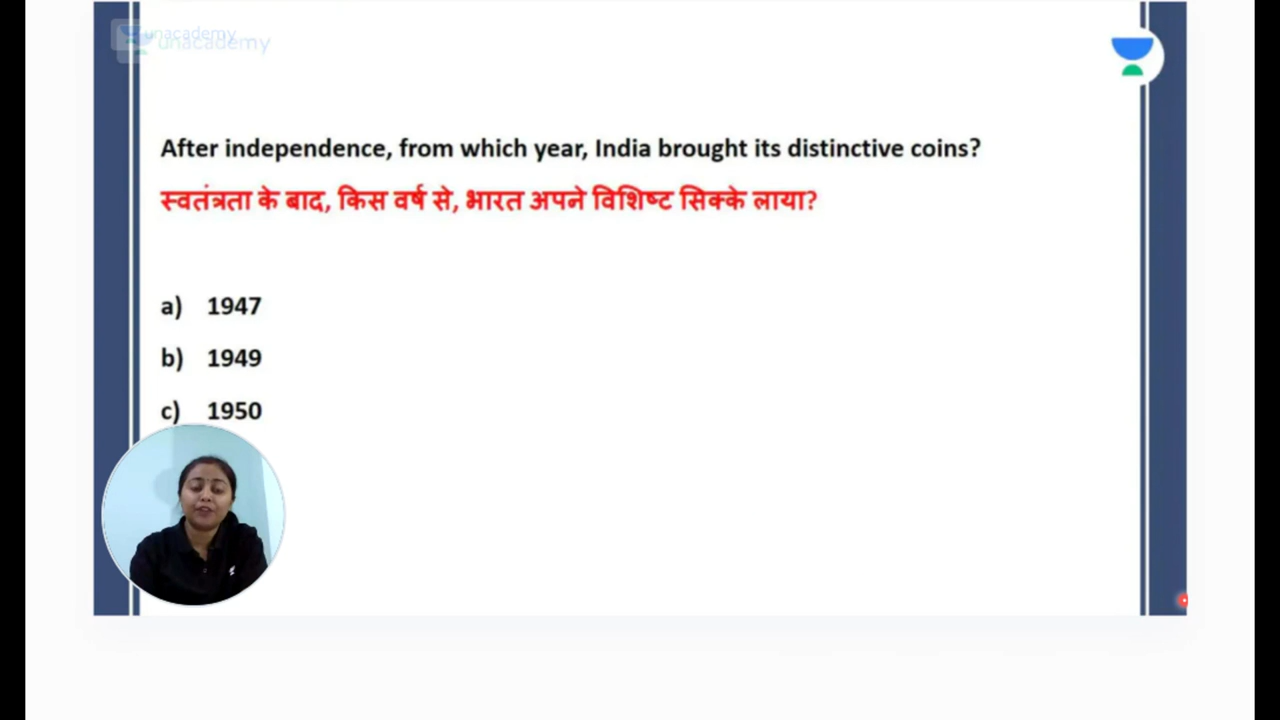 unacademy
unacademy
After independence, from which year, India brought its distinctive coins?
स्वतंत्रता के बाद, किस वर्ष से, भारत अपने विशिष्ट सिक्के लाया?
a) 1947
b) 1949
c) 1950